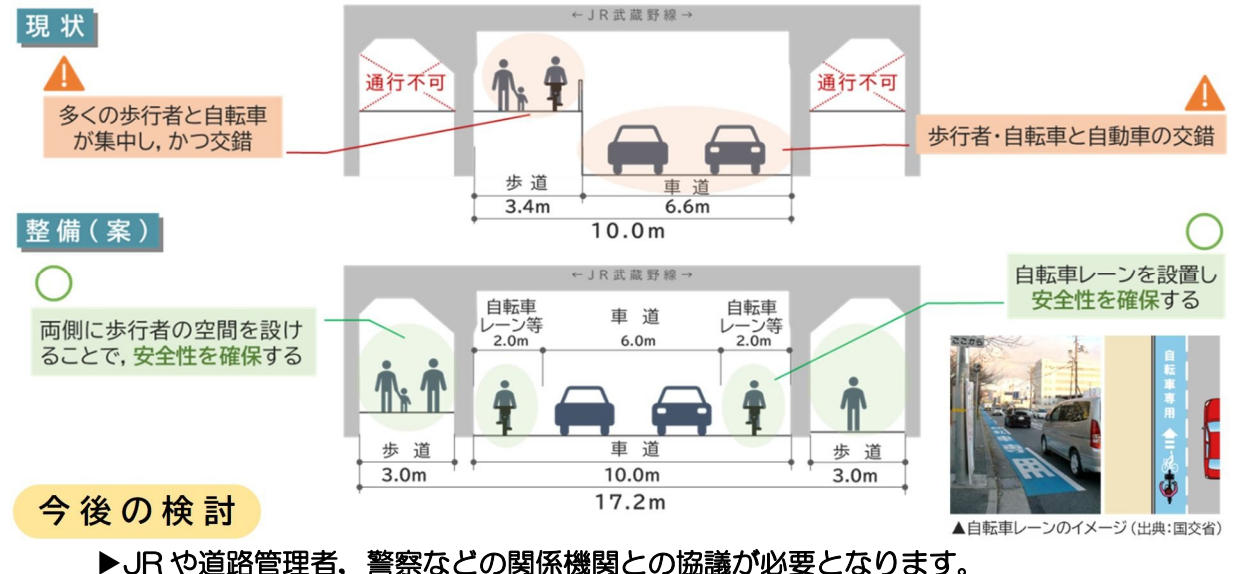 現状
←JR武蔵野線→
通行不可
通行不可
多くの歩行者と自転車
が集中し,かつ交錯
歩行者・自転車と自動車の交錯
歩道
車道
3.4m
6.6m
10.0m
整備(案)
←JR武蔵野線→
両側に歩行者の空間を設け
ることで,安全性を確保する
自転車
レーン等
2.0m
車道
6.0m
自転車
レーン等
2.0m
自転車レーンを設置し
安全性を確保する
歩道
車道
歩道
3.0m
10.0m
3.0m
17.2m
ここから
自転車専用
▲自転車レーンのイメージ(出典:国交省)
今後の検討
▶JRや道路管理者,警察などの関係機関との協議が必要となります。